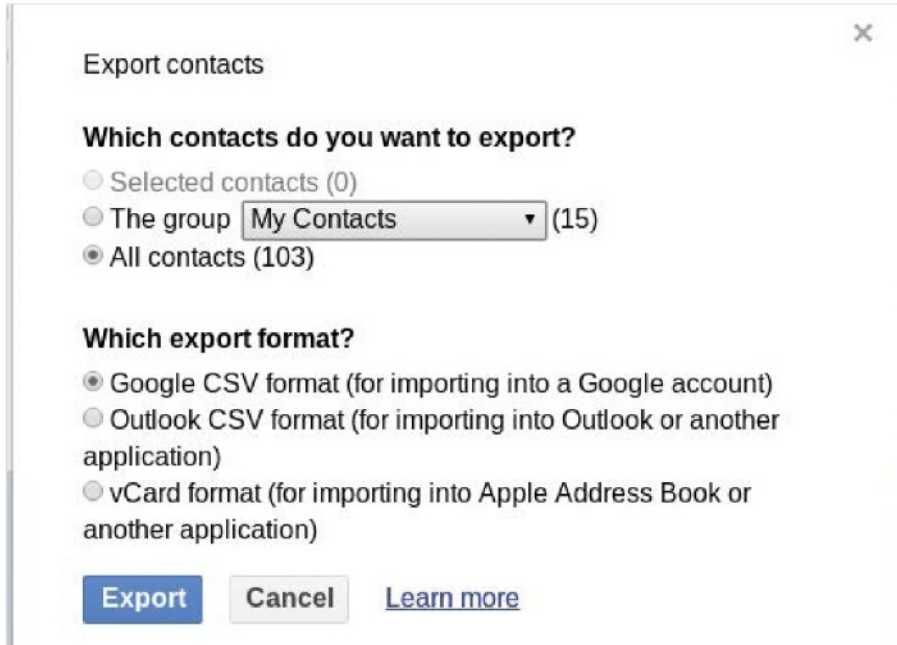 Export contacts
Which contacts do you want to export?
Selected contacts (0)
The group My Contacts (15)
All contacts (103)
Which export format?
Google CSV format (for importing into a Google account)
Outlook CSV format (for importing into Outlook or another
application)
vCard format (for importing into Apple Address Book or
another application)
Export Cancel Learn more